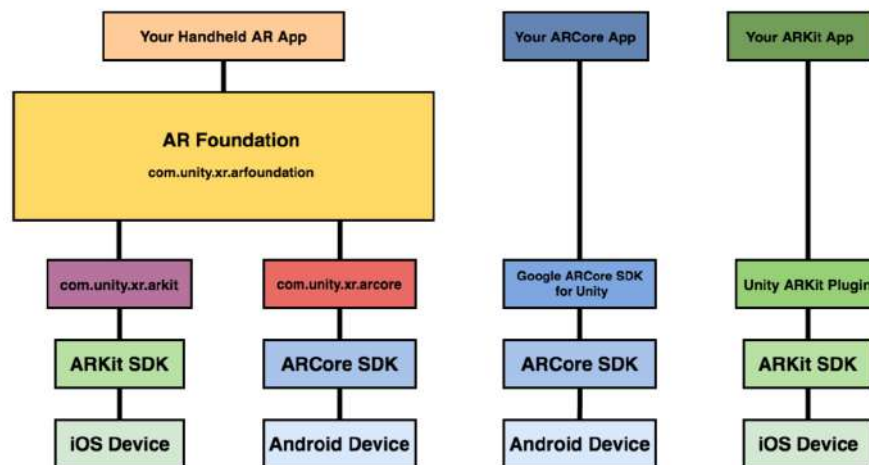 Your Handheld AR App
Your ARCore App
Your ARKit App
AR Foundation
com.unity.xr.arfoundation
com.unity.xr.arkit
com.unity.xr.arcore
Google ARCore SDK
for Unity
Unity ARKit Plugin
ARKit SDK
ARCore SDK
ARCore SDK
ARKit SDK
iOS Device
Android Device
Android Device
iOS Device